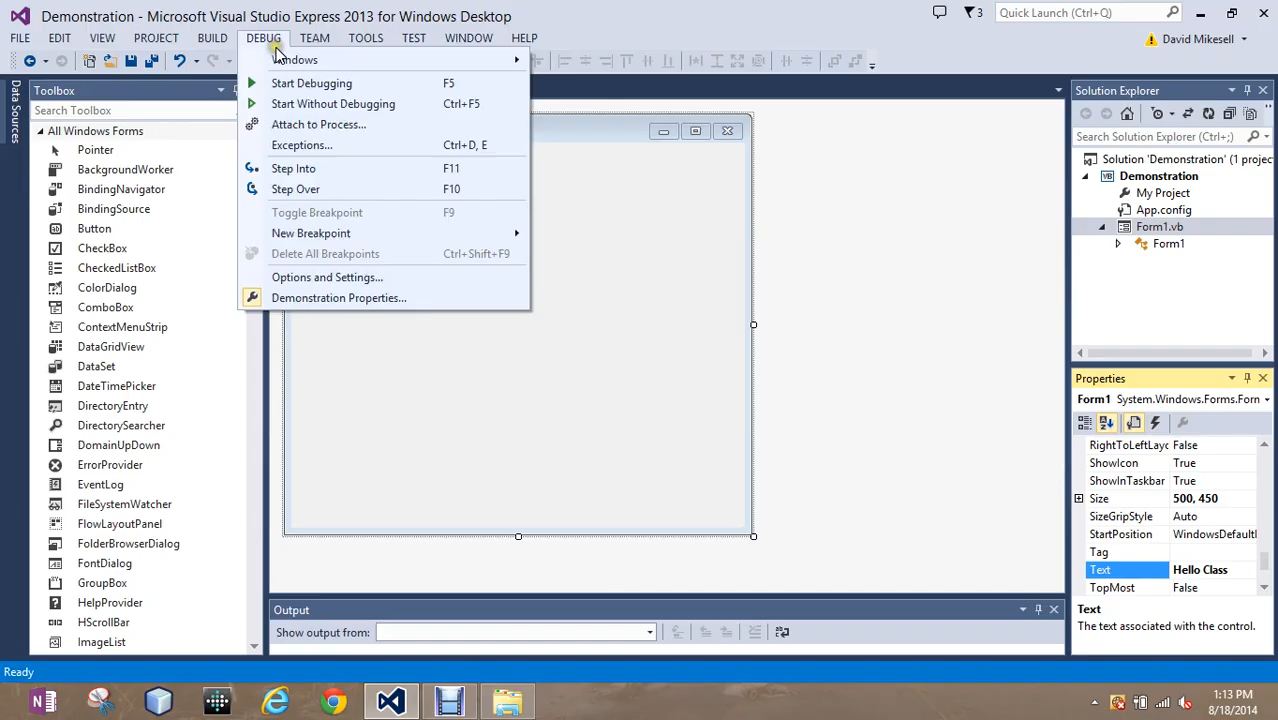 Demonstration - Microsoft Visual Studio Express 2013 for Windows Desktop
3
Quick Launch (Ctrl+Q)
FILE EDIT VIEW PROJECT BUILD DEBUG TEAM TOOLS TEST WINDOW HELP
David Mikesell
Data Sources
Toolbox
Search Toolbox
All Windows Forms
Pointer
BackgroundWorker
BindingNavigator
BindingSource
Button
CheckBox
CheckedListBox
ColorDialog
ComboBox
ContextMenuStrip
DataGridView
DataSet
DateTimePicker
DirectoryEntry
DirectorySearcher
DomainUpDown
ErrorProvider
EventLog
FileSystemWatcher
FlowLayoutPanel
FolderBrowserDialog
FontDialog
GroupBox
HelpProvider
HScrollBar
ImageList
Start Debugging F5
Start Without Debugging Ctrl+F5
Attach to Process...
Exceptions... Ctrl+D, E
Step Into F11
Step Over F10
Toggle Breakpoint F9
New Breakpoint
Delete All Breakpoints Ctrl+Shift+F9
Options and Settings...
Demonstration Properties...
Output
Show output from:
Solution Explorer
Search Solution Explorer (Ctrl+;)
Solution 'Demonstration' (1 projec
VB Demonstration
My Project
App.config
Form1.vb
Form1
Properties
Form1 System.Windows.Forms.Form
RightToLeftLayc False
ShowIcon True
ShowInTaskbar True
Size 500, 450
SizeGripStyle Auto
StartPosition WindowsDefaultl
Tag
Text Hello Class
TopMost False
Text
The text associated with the control.
Ready
1:13 PM
8/18/2014